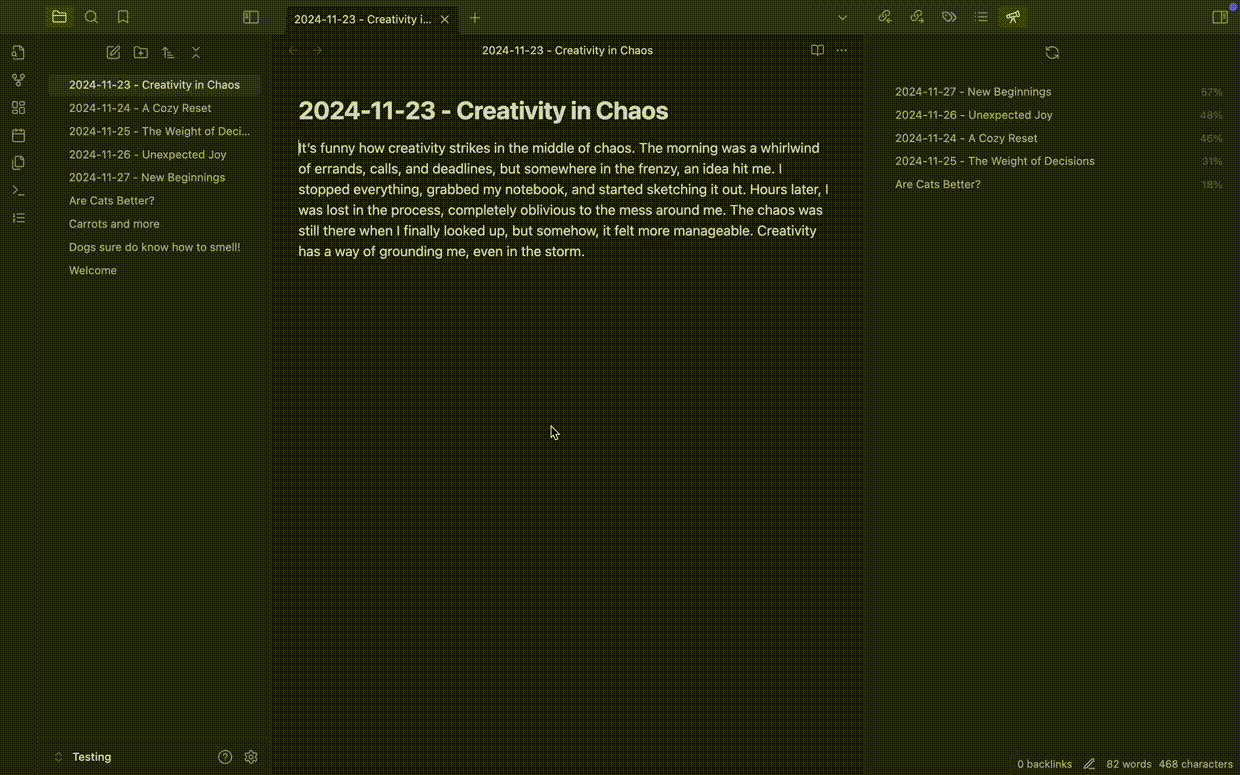 2024-11-23 - Creativity i...
2024-11-23 - Creativity in Chaos
2024-11-23 - Creativity in Chaos
2024-11-24 - A Cozy Reset
2024-11-25 - The Weight of Deci...
2024-11-26 - Unexpected Joy
2024-11-27 - New Beginnings
Are Cats Better?
Carrots and more
Dogs sure do know how to smell!
Welcome
Testing
2024-11-23 - Creativity in Chaos
It's funny how creativity strikes in the middle of chaos. The morning was a whirlwind
of errands, calls, and deadlines, but somewhere in the frenzy, an idea hit me. I
stopped everything, grabbed my notebook, and started sketching it out. Hours later, I
was lost in the process, completely oblivious to the mess around me. The chaos was
still there when I finally looked up, but somehow, it felt more manageable. Creativity
has a way of grounding me, even in the storm.
2024-11-27 - New Beginnings 57%
2024-11-26 - Unexpected Joy 48%
2024-11-24 - A Cozy Reset 46%
2024-11-25 - The Weight of Decisions 31%
Are Cats Better? 18%
0 backlinks 82 words 468 characters